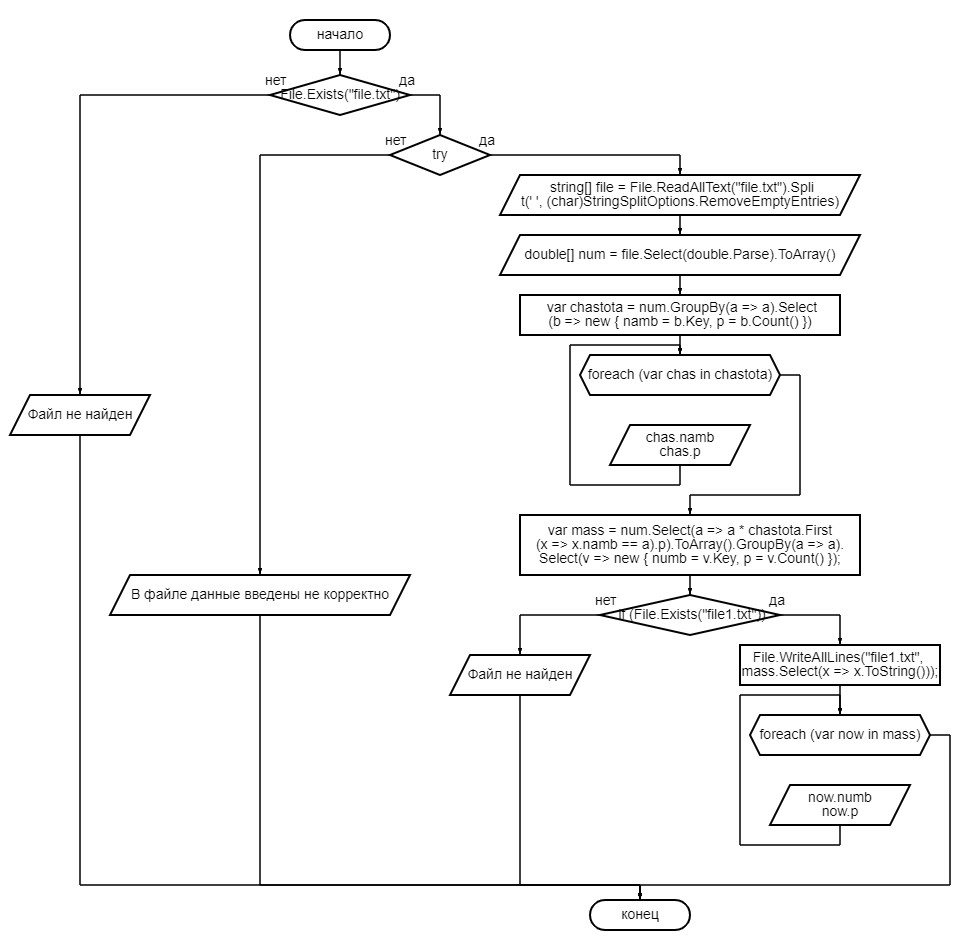 начало
нет
да
File.Exists("file.txt")
нет
да
try
string[] file = File.ReadAllText("file.txt").Spli
t(' ', (char)StringSplitOptions.RemoveEmptyEntries)
double[] num = file.Select(double.Parse).ToArray()
var chastota = num.GroupBy(a => a).Select
(b => new { namb = b.Key, p = b.Count() })
foreach (var chas in chastota)
Файл не найден
chas.namb
chas.p
var mass = num.Select(a => a * chastota.First
(x => x.namb == a).p).ToArray().GroupBy(a => a).
Select(v => new { numb = v.Key, p = v.Count() });
В файле данные введены не корректно
нет
да
if (File.Exists("file1.txt"))
Файл не найден
File.WriteAllLines("file1.txt",
mass.Select(x => x.ToString()));
foreach (var now in mass)
now.numb
now.p
конец